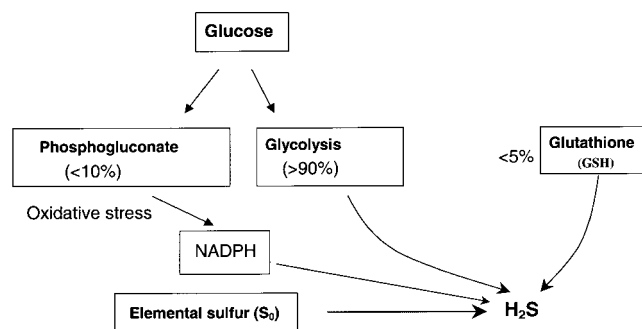 Glucose
Phosphogluconate
(<10%)
Glycolysis
(>90%)
<5%
Glutathione
(GSH)
Oxidative stress
NADPH
Elemental sulfur (S₀)
H₂S